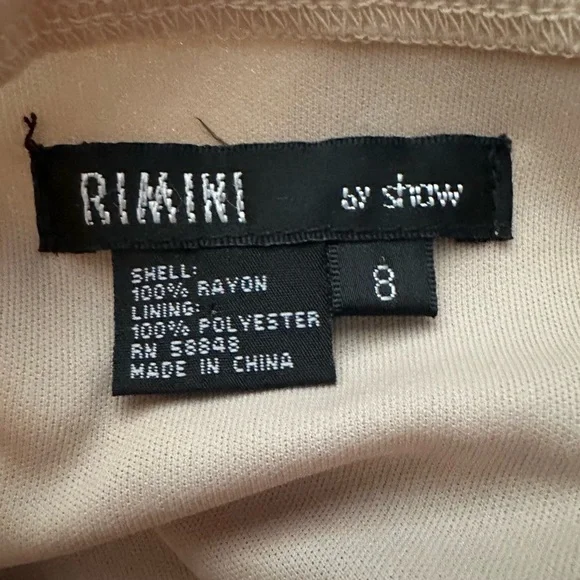 RIMINI by shaw
8
SHELL:
100% RAYON
LINING:
100% POLYESTER
RN 58848
MADE IN CHINA